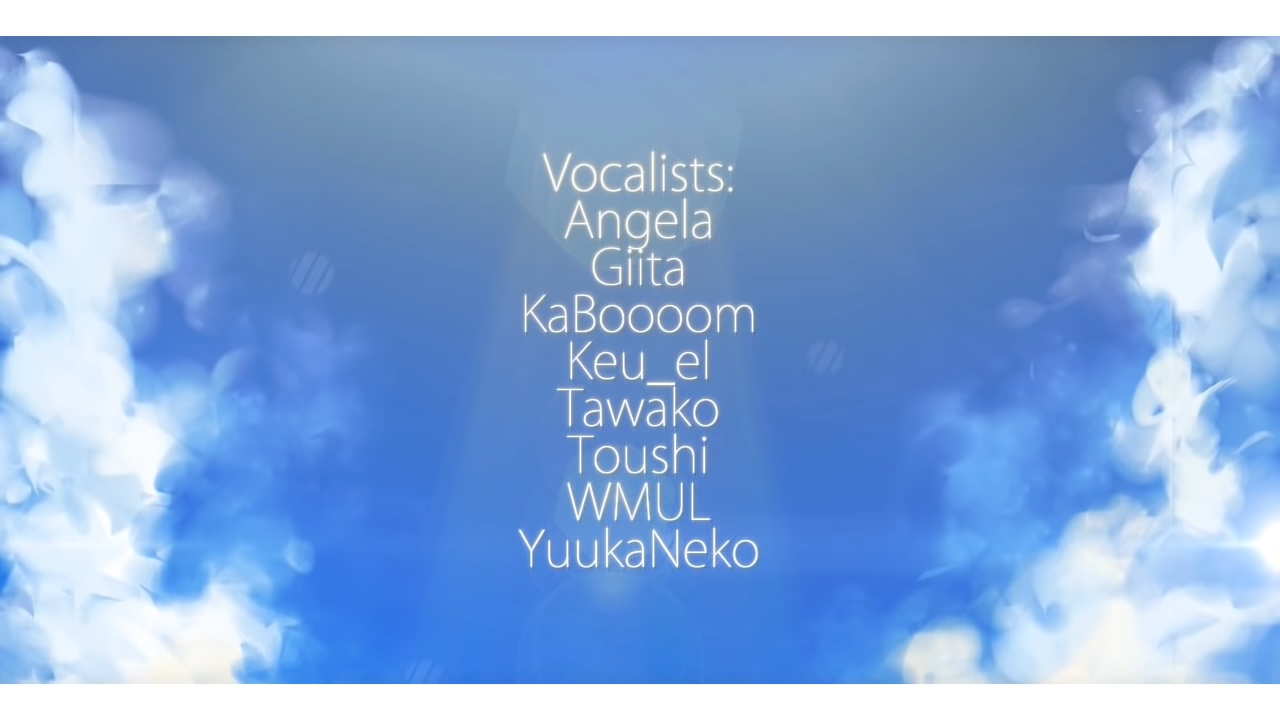 Vocalists:
Angela
Giita
KaBoooom
Keu_el
Tawako
Toushi
WMUL
YuukaNeko